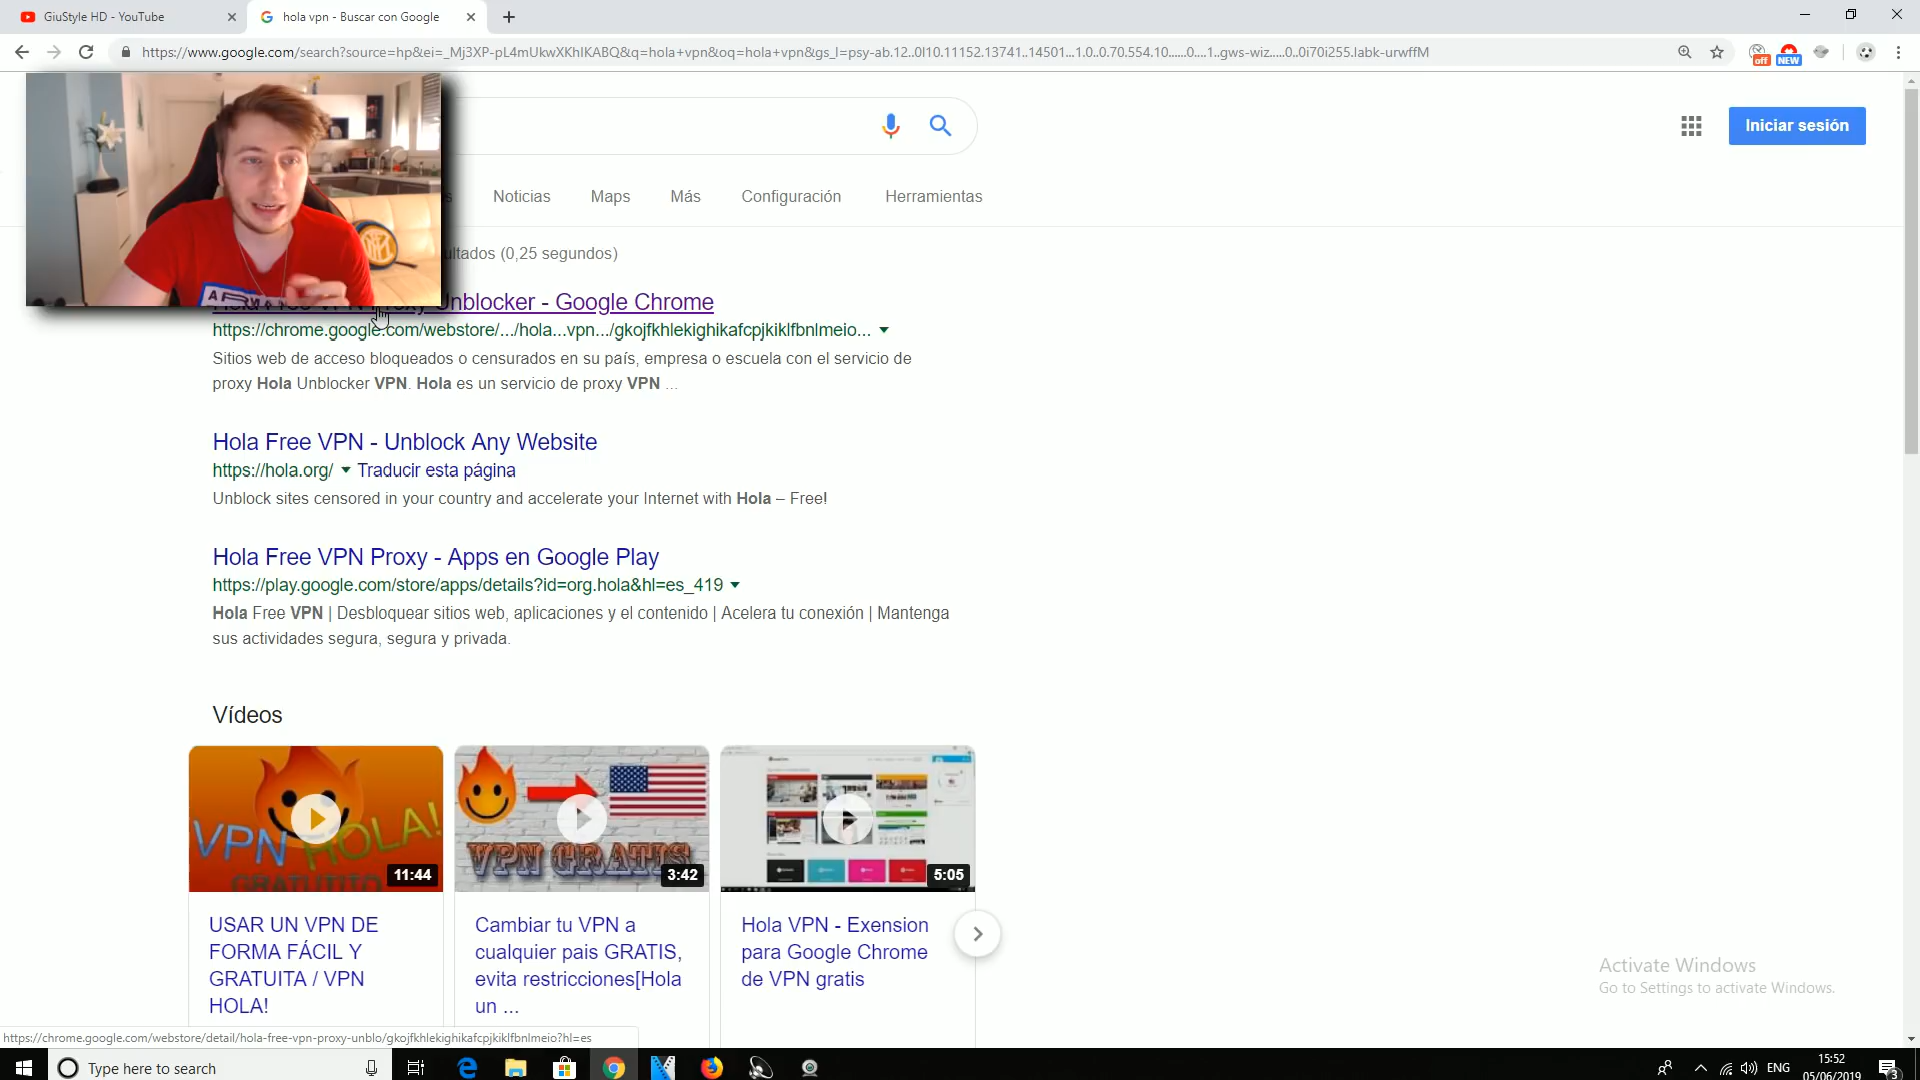 GiuStyle HD - YouTube
hola vpn - Buscar con Google
https://www.google.com/search?source=hp&ei=_Mj3XP-pL4mUkwXKhIKABQ&q=hola+vpn&oq=hola+vpn&gs_l=psy-ab.12..0l10.11152.13741..14501...1.0..0.70.554.10......0....1..gws-wiz.....0..0i70i255.labk-urwffM
off
NEW
Iniciar sesión
Noticias
Maps
Más
Configuración
Herramientas
(0,25 segundos)
Unblocker - Google Chrome
https://chrome.google.com/webstore/.../hola...vpn.../gkojfkhlekighikafcpjkiklfbnlmeio...
Sitios web de acceso bloqueados o censurados en su país, empresa o escuela con el servicio de
proxy Hola Unblocker VPN. Hola es un servicio de proxy VPN ...
Hola Free VPN - Unblock Any Website
https://hola.org/ Traducir esta página
Unblock sites censored in your country and accelerate your Internet with Hola – Free!
Hola Free VPN Proxy - Apps en Google Play
https://play.google.com/store/apps/details?id=org.hola&hl=es_419
Hola Free VPN | Desbloquear sitios web, aplicaciones y el contenido | Acelera tu conexión | Mantenga
sus actividades segura, segura y privada.
Vídeos
VPN HOLA!
GRATUITO
11:44
VPN GRATIS
3:42
5:05
USAR UN VPN DE
FORMA FÁCIL Y
GRATUITA / VPN
HOLA!
Cambiar tu VPN a
cualquier pais GRATIS,
evita restricciones[Hola
un ...
Hola VPN - Exension
para Google Chrome
de VPN gratis
Activate Windows
Go to Settings to activate Windows.
https://chrome.google.com/webstore/detail/hola-free-vpn-proxy-unblo/gkojfkhlekighikafcpjkiklfbnlmeio?hl=es
Type here to search
ENG
15:52
05/06/2019
3